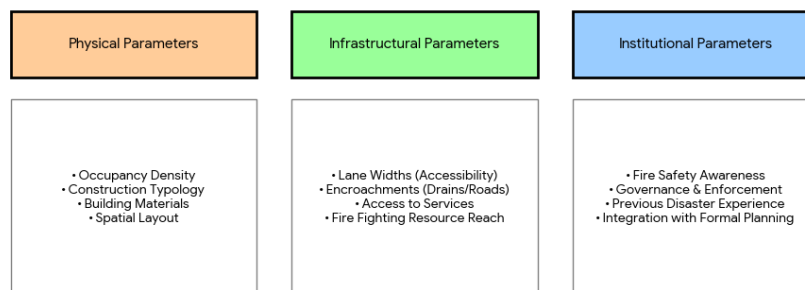 Physical Parameters
• Occupancy Density
• Construction Typology
• Building Materials
• Spatial Layout
Infrastructural Parameters
• Lane Widths (Accessibility)
• Encroachments (Drains/Roads)
• Access to Services
• Fire Fighting Resource Reach
Institutional Parameters
• Fire Safety Awareness
• Governance & Enforcement
• Previous Disaster Experience
• Integration with Formal Planning